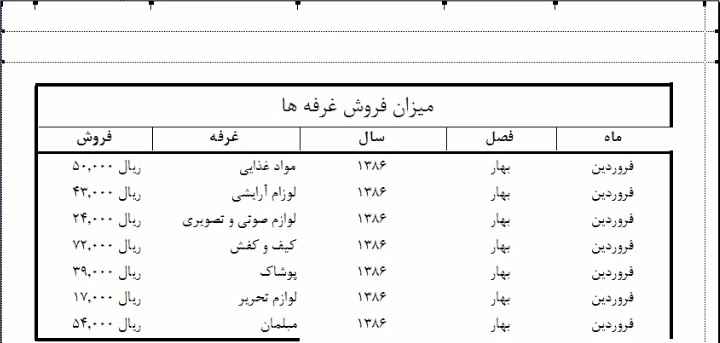 میزان فروش غرفه ها
ماه فصل سال غرفه فروش
فروردین بهار ۱۳۸۶ مواد غذایی ریال ۵۰,۰۰۰
فروردین بهار ۱۳۸۶ لوزام آرایشی ریال ۴۳,۰۰۰
فروردین بهار ۱۳۸۶ لوازم صوتی و تصویری ریال ۲۴,۰۰۰
فروردین بهار ۱۳۸۶ کیف و کفش ریال ۷۲,۰۰۰
فروردین بهار ۱۳۸۶ پوشاک ریال ۳۹,۰۰۰
فروردین بهار ۱۳۸۶ لوازم تحریر ریال ۱۷,۰۰۰
فروردین بهار ۱۳۸۶ مبلمان ریال ۵۴,۰۰۰